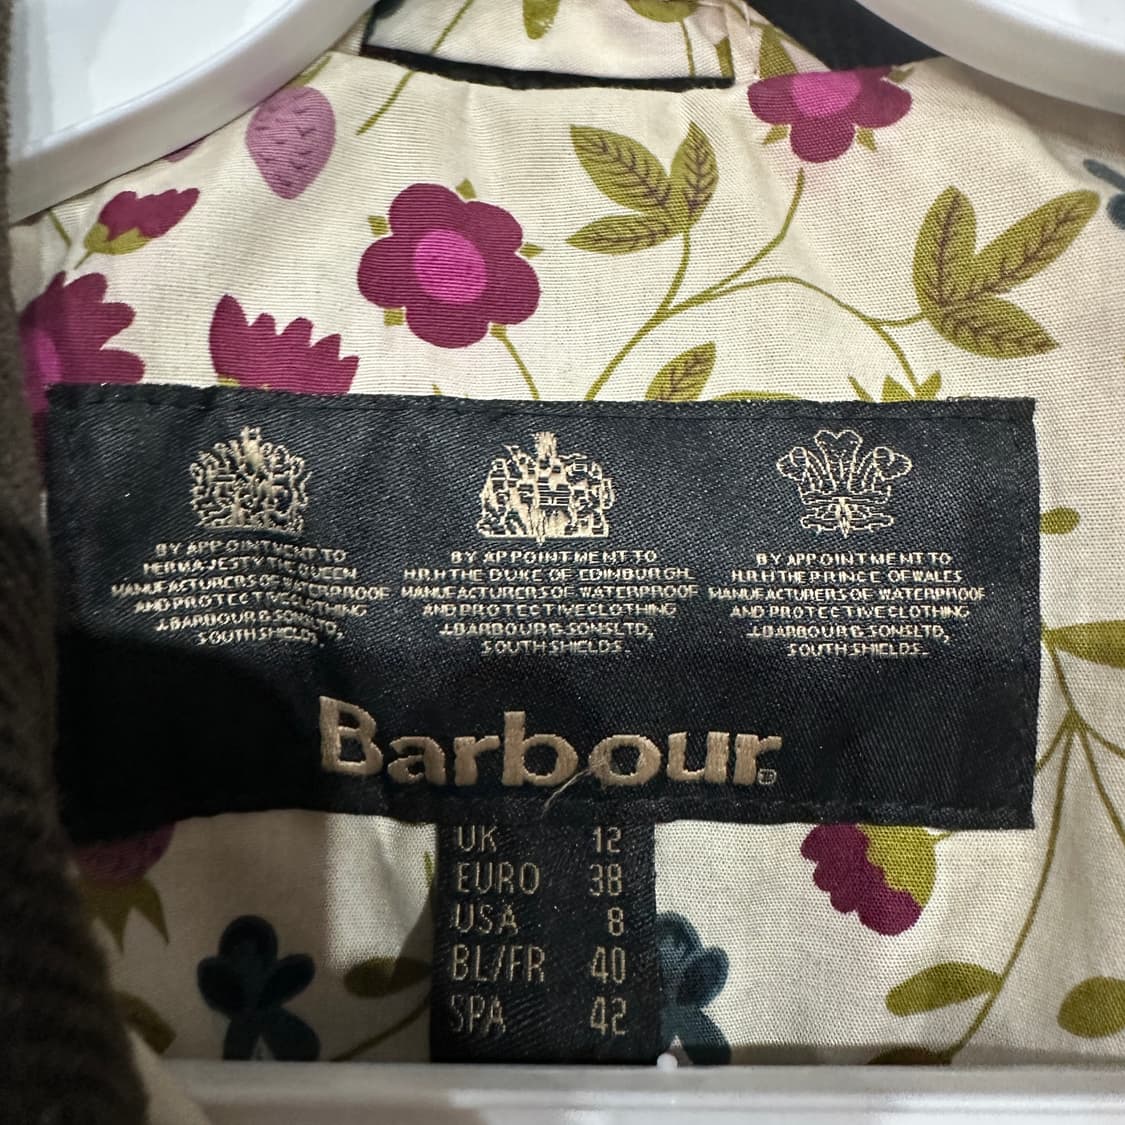 BY APPOINTMENT TO
HER MAJESTY THE QUEEN
MANUFACTURERS OF WATERPROOF
AND PROTECTIVE CLOTHING
J.BARBOUR & SONS LTD,
SOUTH SHIELDS.
BY APPOINTMENT TO
H.R.H THE DUKE OF EDINBURGH
MANUFACTURERS OF WATERPROOF
AND PROTECTIVE CLOTHING
J.BARBOUR & SONS LTD,
SOUTH SHIELDS.
BY APPOINTMENT TO
H.R.H THE PRINCE OF WALES
MANUFACTURERS OF WATERPROOF
AND PROTECTIVE CLOTHING
J.BARBOUR & SONS LTD,
SOUTH SHIELDS.
Barbour®
UK 12
EURO 38
USA 8
BL/FR 40
SPA 42